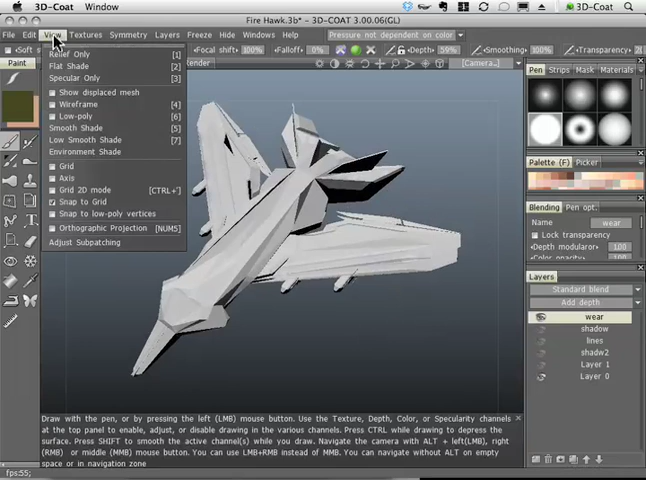 3D-Coat Window
3D-Coat
Fire Hawk.3b* - 3D-COAT 3.00.06(GL)
File Edit View Textures Symmetry Layers Freeze Hide Windows Help Pressure not depend on pressure
Soft Focal shift: 10% Depth: 59% Smoothing: 100% Transparency: 20
Paint Render [Camera...]
Relief Only [1]
Flat Shade [2]
Specular Only [3]
Show displaced mesh
Wireframe [4]
Low-poly [6]
Smooth Shade [5]
Low Smooth Shade [7]
Environment Shade
Grid
Axis
Grid 2D mode [CTRL+']
Snap to Grid
Snap to low-poly vertices
Orthographic Projection [NUM5]
Adjust Subpatching
Pen Strips Mask Materials
Palette (F) Picker
Blending Pen opt.
Name : wear
Lock transparency
Depth modulator: 100
Color opacity: 100
Layers
Standard blend
Add depth
wear
shadow
lines
shadw2
Layer 1
Layer 0
Draw with the pen, or by pressing the left (LMB) mouse button. Use the Texture, Depth, Color, or Specularity channels
at the top panel to enable, adjust, or disable drawing in the various channels. Press CTRL while drawing to depress the
surface. Press SHIFT to smooth the active channel(s) while you draw. Navigate the camera with ALT + left(LMB), right
(RMB) or middle (MMB) mouse button. You can use LMB+RMB instead of MMB. You can navigate without ALT on empty
space or in navigation zone
fps:55;